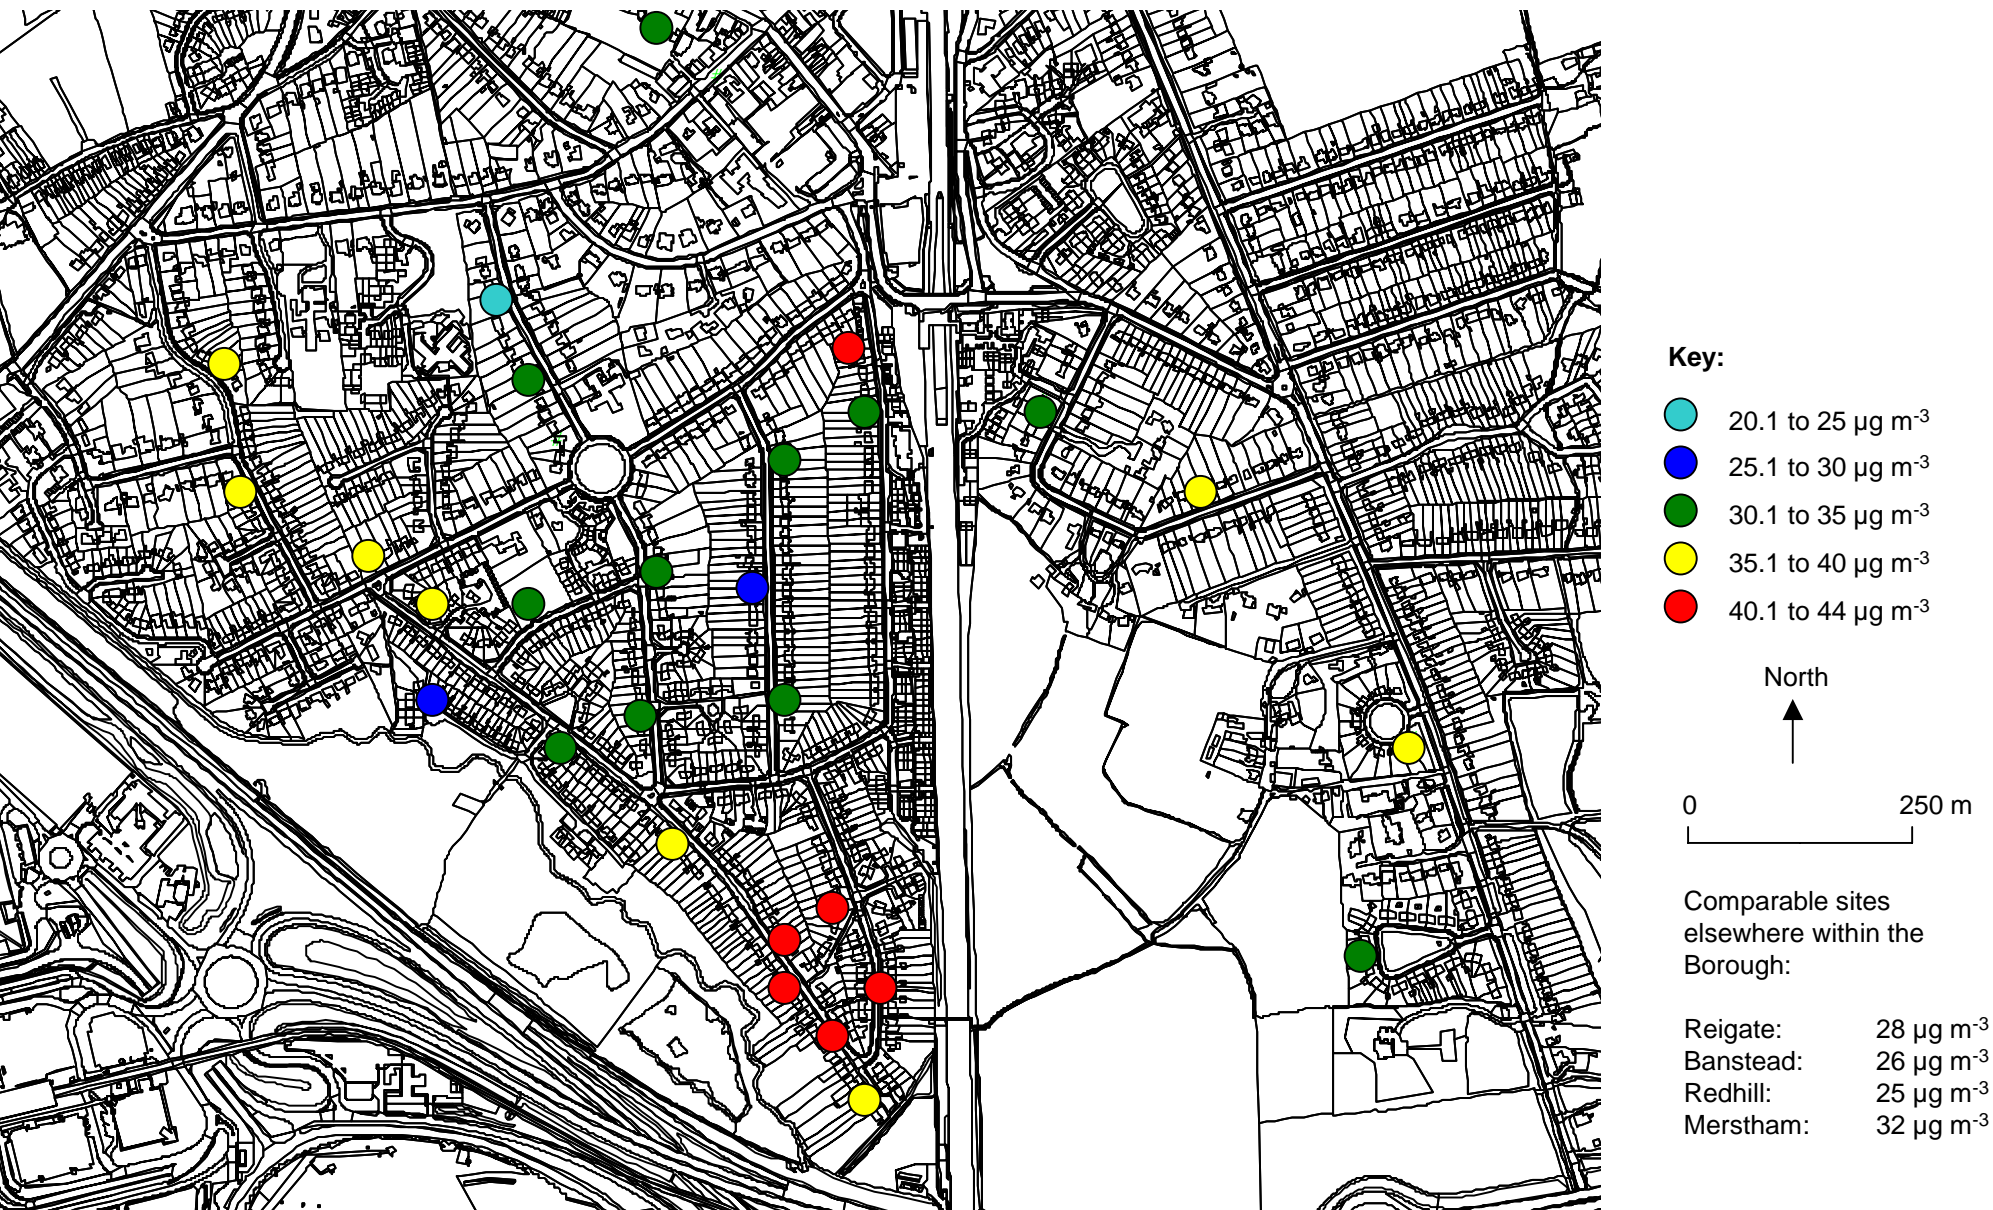 Key:
20.1 to 25 µg m-3
25.1 to 30 µg m-3
30.1 to 35 µg m-3
35.1 to 40 µg m-3
40.1 to 44 µg m-3
North
0 250 m
Comparable sites
elsewhere within the
Borough:
Reigate: 28 µg m-3
Banstead: 26 µg m-3
Redhill: 25 µg m-3
Merstham: 32 µg m-3